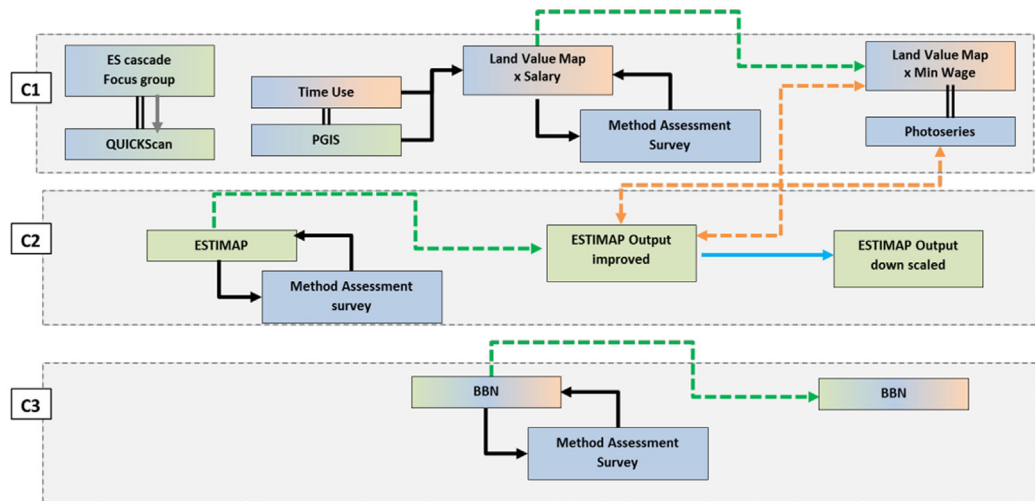 C1
ES cascade
Focus group
QUICKScan
Time Use
PGIS
Land Value Map
x Salary
Method Assessment
Survey
Land Value Map
x Min Wage
Photoseries
C2
ESTIMAP
Method Assessment
survey
ESTIMAP Output
improved
ESTIMAP Output
down scaled
C3
BBN
Method Assessment
Survey
BBN